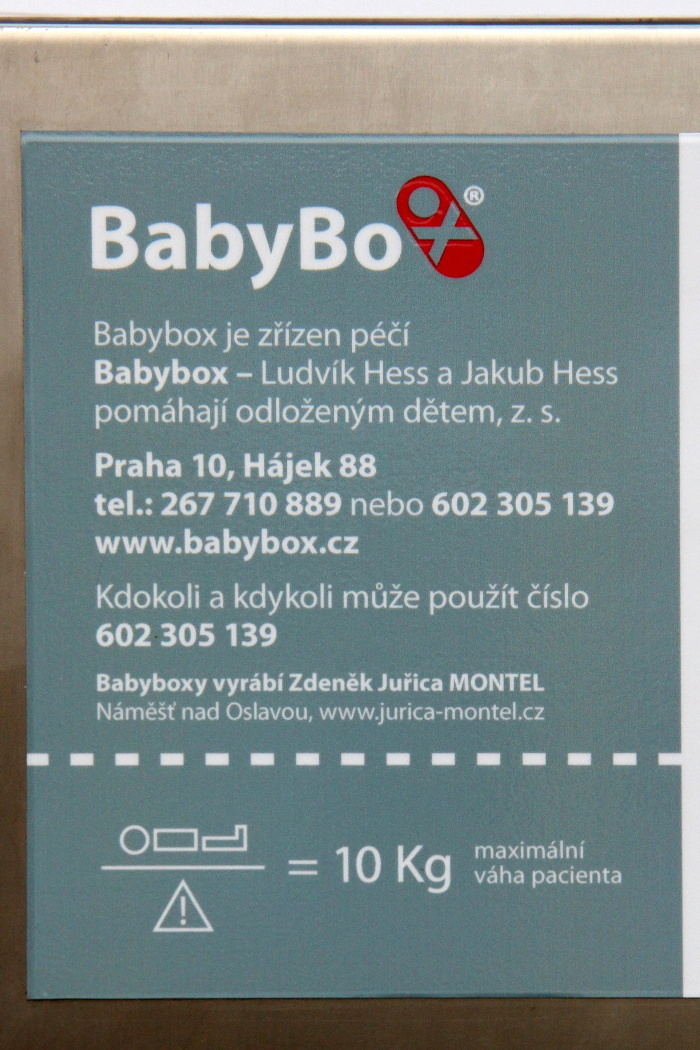 BabyBox®
Babybox je zřízen péčí
Babybox – Ludvík Hess a Jakub Hess
pomáhají odloženým dětem, z. s.
Praha 10, Hájek 88
tel.: 267 710 889 nebo 602 305 139
www.babybox.cz
Kdokoli a kdykoli může použít číslo
602 305 139
Babyboxy vyrábí Zdeněk Juřica MONTEL
Náměšť nad Oslavou, www.jurica-montel.cz
= 10 Kg maximální
váha pacienta